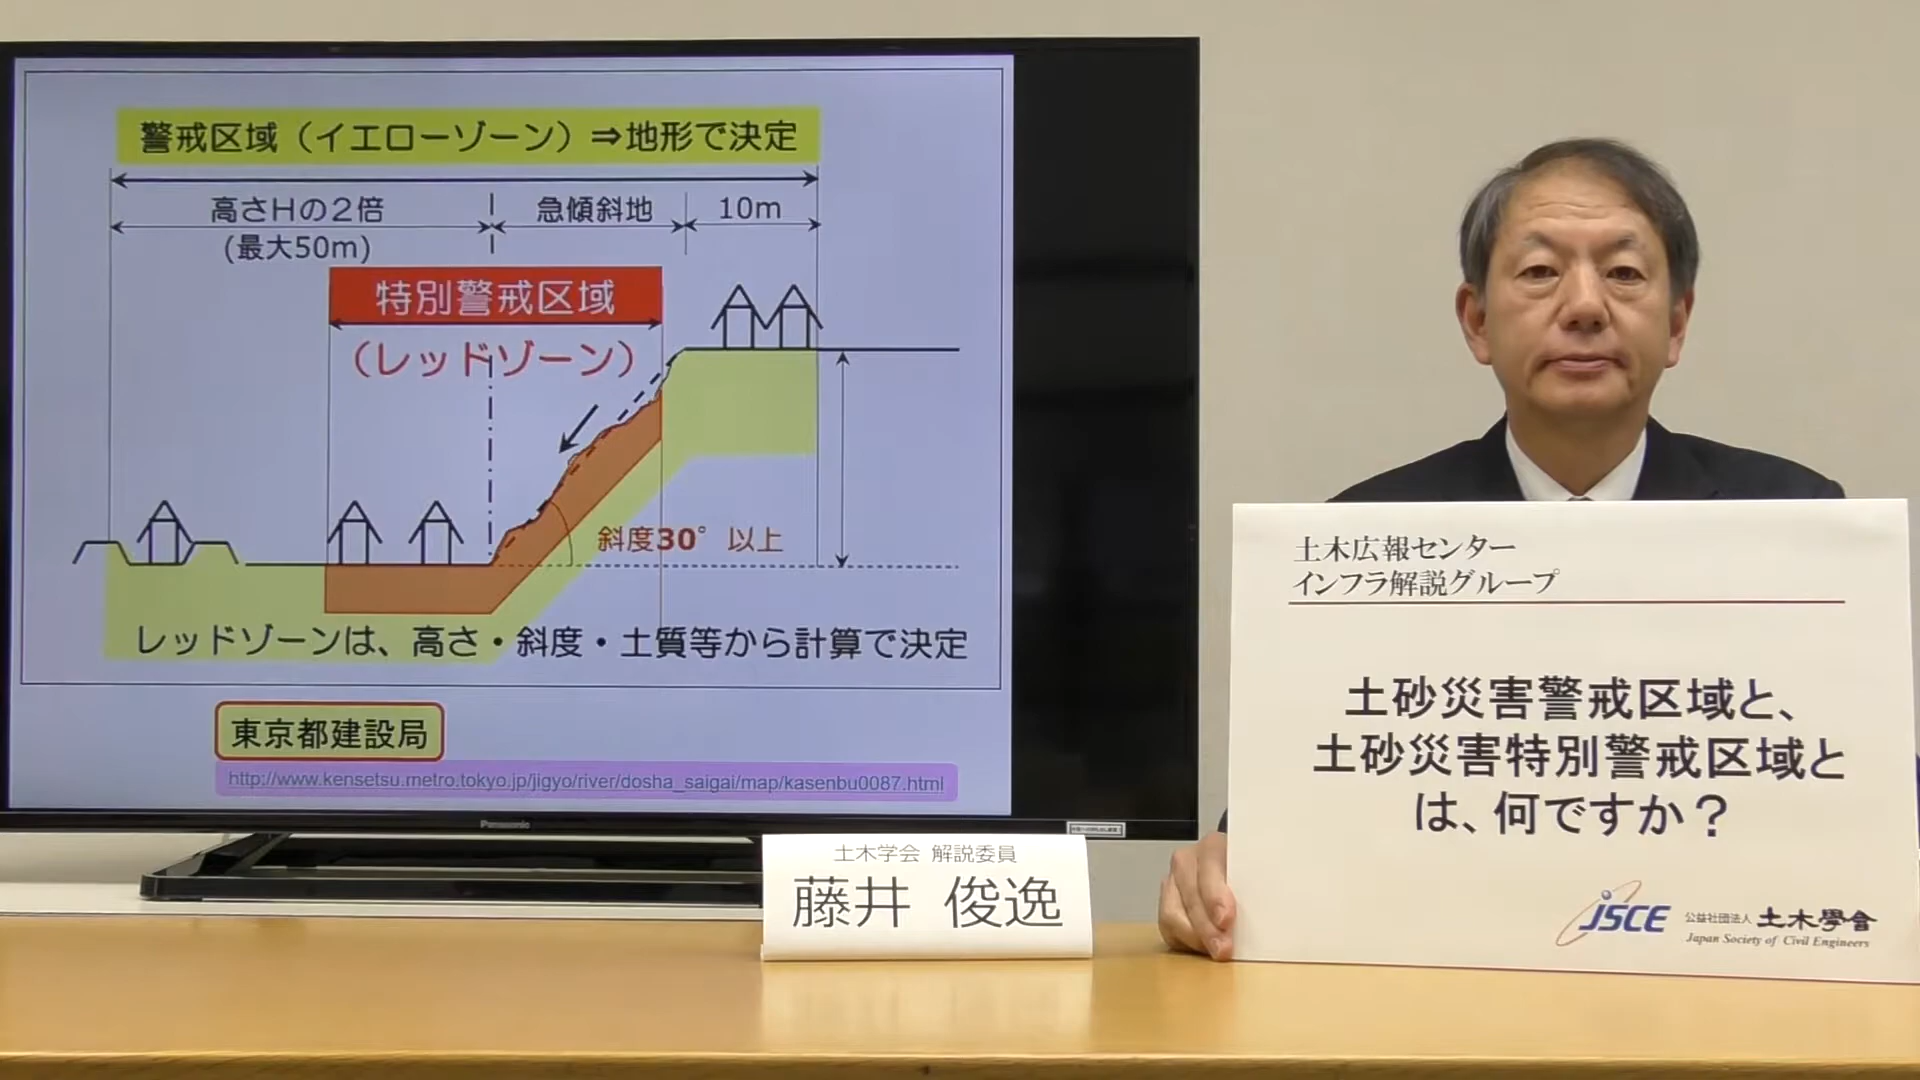 警戒区域（イエローゾーン）⇒地形で決定
高さHの2倍
(最大50m)
急傾斜地
10m
特別警戒区域
（レッドゾーン）
斜度30°以上
レッドゾーンは、高さ・斜度・土質等から計算で決定
東京都建設局
http://www.kensetsu.metro.tokyo.jp/jigyo/river/dosha_saigai/map/kasenbu0087.html
Panasonic
土木学会 解説委員
藤井 俊逸
土木広報センター
インフラ解説グループ
土砂災害警戒区域と、
土砂災害特別警戒区域と
は、何ですか？
JSCE 公益社団法人 土木學會
Japan Society of Civil Engineers